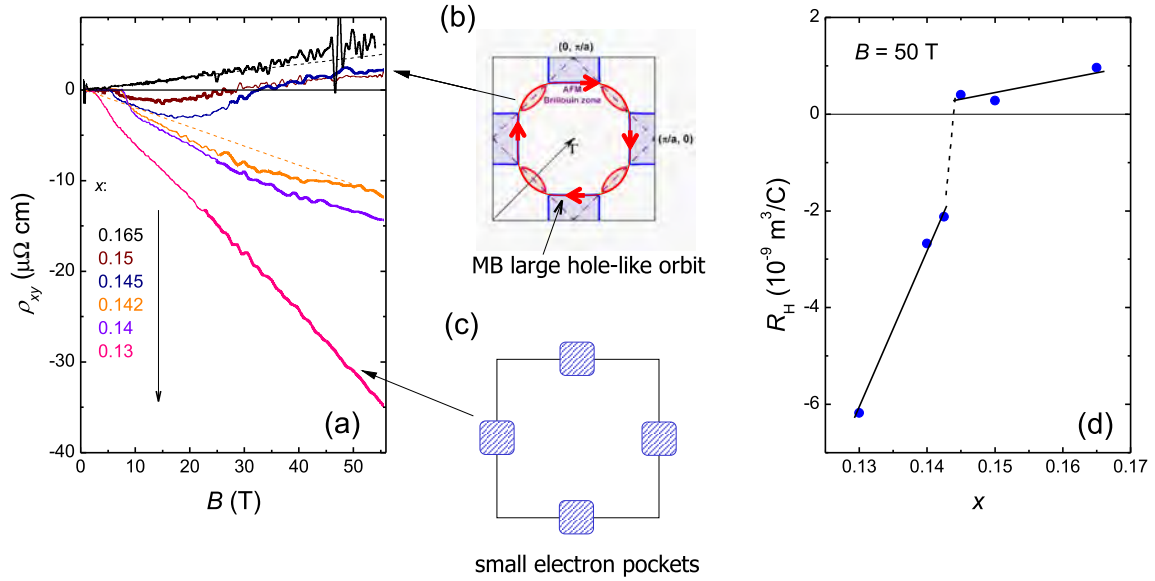 (a)
5
0
-10
-20
-30
-40
ρxy (μΩ cm)
x:
0.165
0.15
0.145
0.142
0.14
0.13
0 10 20 30 40 50
B (T)
(b)
(0, π/a)
AFM
Brillouin zone
(π/a, 0)
Γ
MB large hole-like orbit
(c)
small electron pockets
(d)
B = 50 T
2
0
-2
-4
-6
RH (10-9 m3/C)
0.13 0.14 0.15 0.16 0.17
x